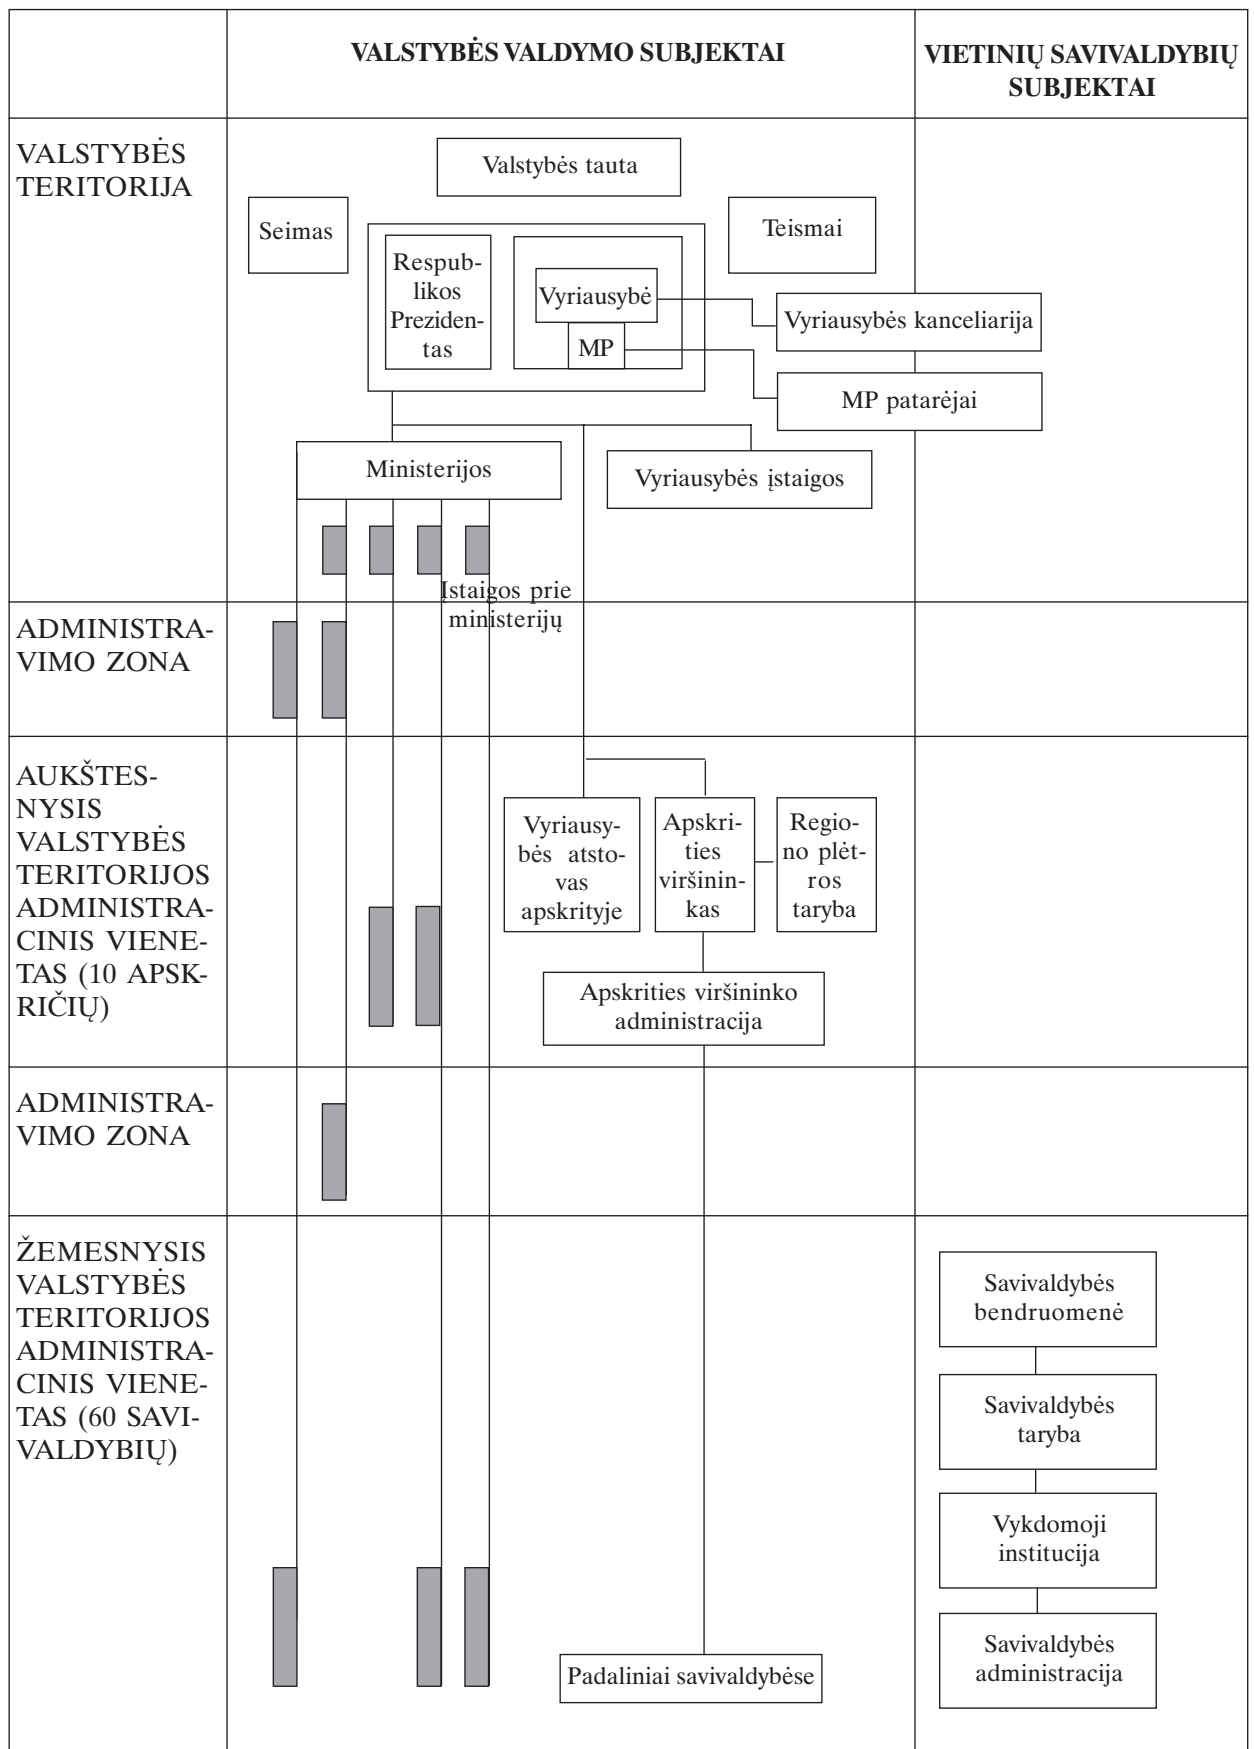 VALSTYBĖS VALDYMO SUBJEKTAI
VIETINIŲ SAVIVALDYBIŲ
SUBJEKTAI
VALSTYBĖS
TERITORIJA
Valstybės tauta
Seimas
Teismai
Respub-
likos
Preziden-
tas
Vyriausybė
MP
Vyriausybės kanceliarija
MP patarėjai
Ministerijos
Vyriausybės įstaigos
Įstaigos prie
ministerijų
ADMINISTRA-
VIMO ZONA
AUKŠTES-
NYSIS
VALSTYBĖS
TERITORIJOS
ADMINISTRA-
CINIS VIENE-
TAS (10 APSK-
RIČIŲ)
Vyriausy-
bės atsto-
vas
apskrityje
Apskri-
ties
viršinin-
kas
Regio-
no plėt-
ros
taryba
Apskrities viršininko
administracija
ADMINISTRA-
VIMO ZONA
ŽEMESNYSIS
VALSTYBĖS
TERITORIJOS
ADMINISTRA-
CINIS VIENE-
TAS (60 SAVI-
VALDYBIŲ)
Savivaldybės
bendruomenė
Savivaldybės
taryba
Vykdomoji
institucija
Savivaldybės
administracija
Padaliniai savivaldybėse